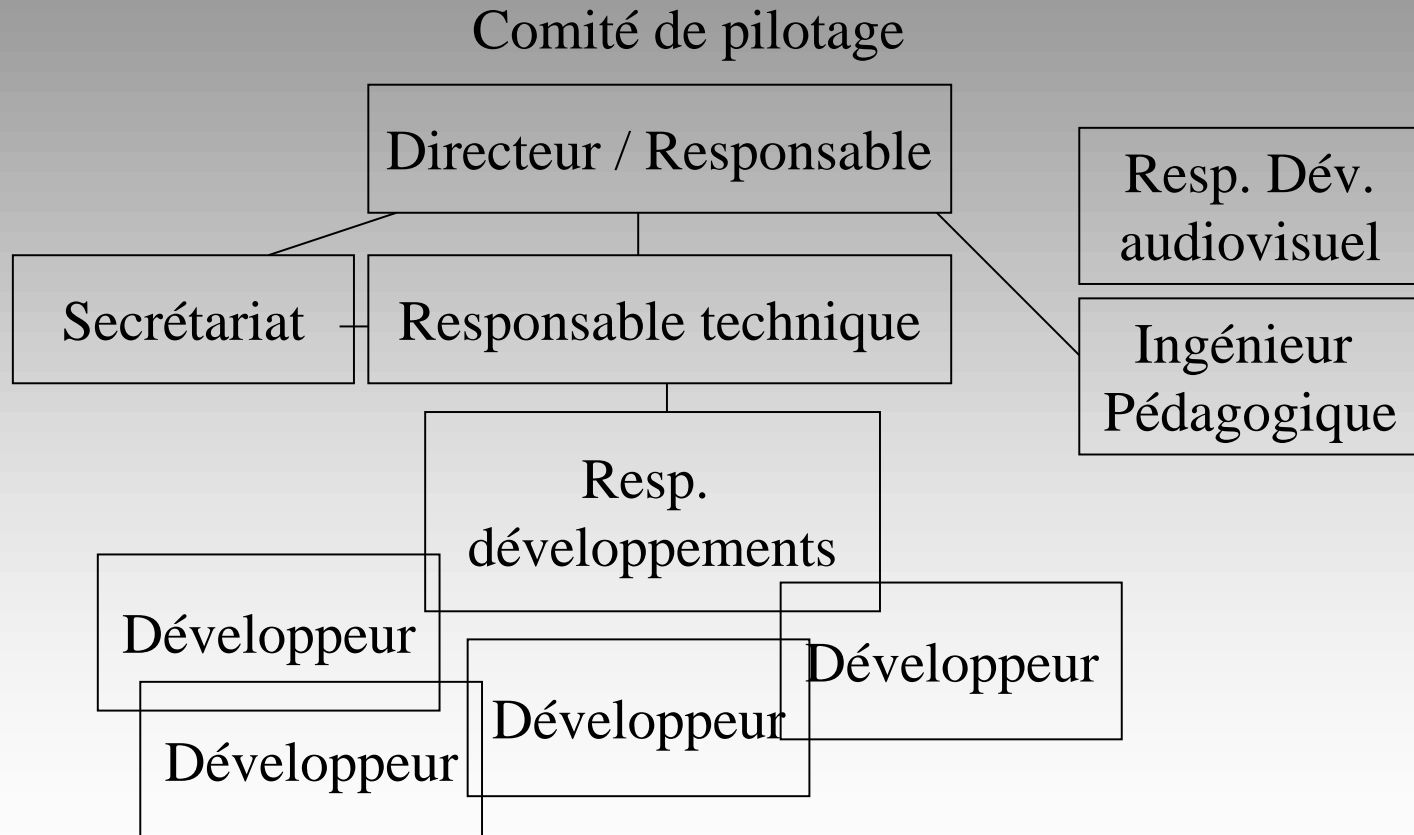 Comité de pilotage
Directeur / Responsable
Resp. Dév.
audiovisuel
Secrétariat
Responsable technique
Ingénieur
Pédagogique
Resp.
développements
Développeur
Développeur
Développeur
Développeur